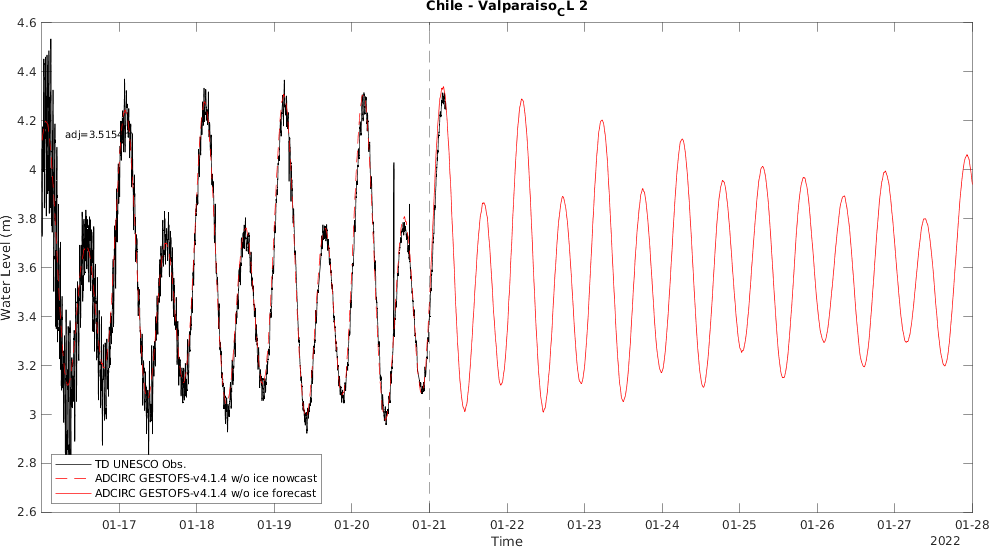 Chile - Valparaiso_CL 2
4.6
4.4
4.2
4
3.8
3.6
3.4
3.2
3
2.8
2.6
Water Level (m)
adj=3.5154
TD UNESCO Obs.
ADCIRC GESTOFS-v4.1.4 w/o ice nowcast
ADCIRC GESTOFS-v4.1.4 w/o ice forecast
01-17 01-18 01-19 01-20 01-21 01-22 01-23 01-24 01-25 01-26 01-27 01-28
Time
2022